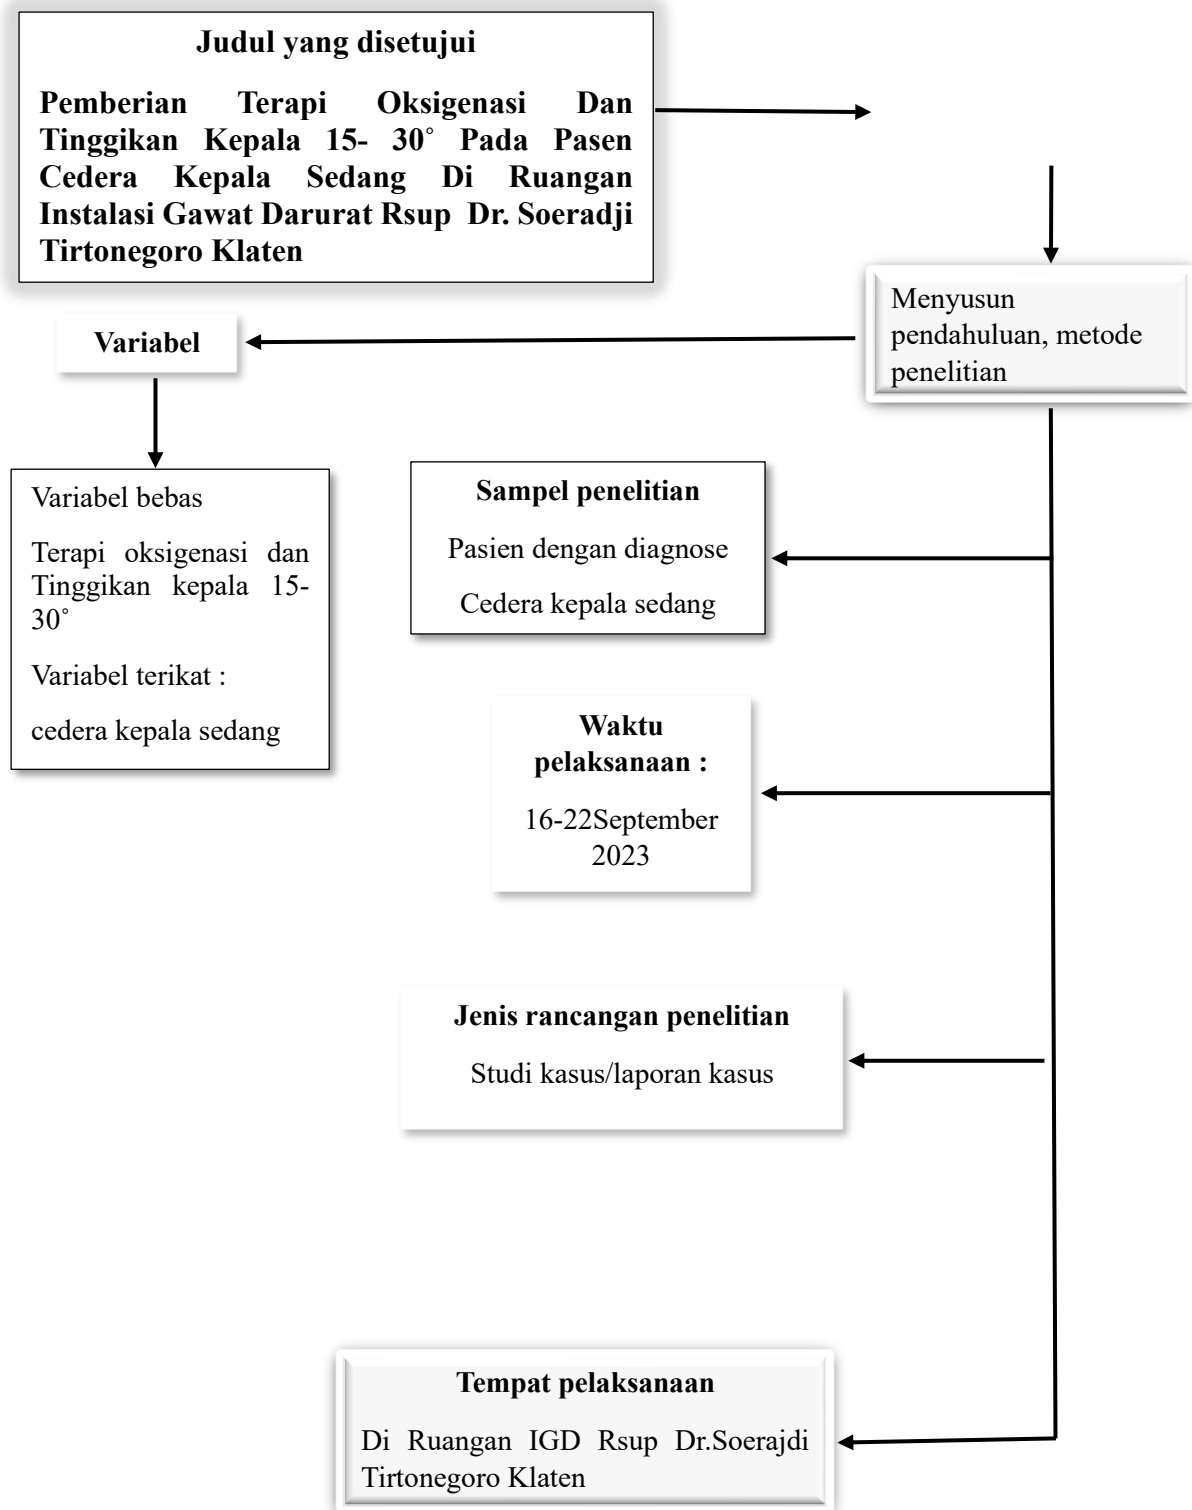 Judul yang disetujui
Pemberian Terapi Oksigenasi Dan
Tinggikan Kepala 15- 30˚ Pada Pasen
Cedera Kepala Sedang Di Ruangan
Instalasi Gawat Darurat Rsup Dr. Soeradji
Tirtonegoro Klaten
Menyusun
pendahuluan, metode
penelitian
Variabel
Variabel bebas
Terapi oksigenasi dan
Tinggikan kepala 15-
30˚
Variabel terikat :
cedera kepala sedang
Sampel penelitian
Pasien dengan diagnose
Cedera kepala sedang
Waktu
pelaksanaan :
16-22September
2023
Jenis rancangan penelitian
Studi kasus/laporan kasus
Tempat pelaksanaan
Di Ruangan IGD Rsup Dr.Soerajdi
Tirtonegoro Klaten